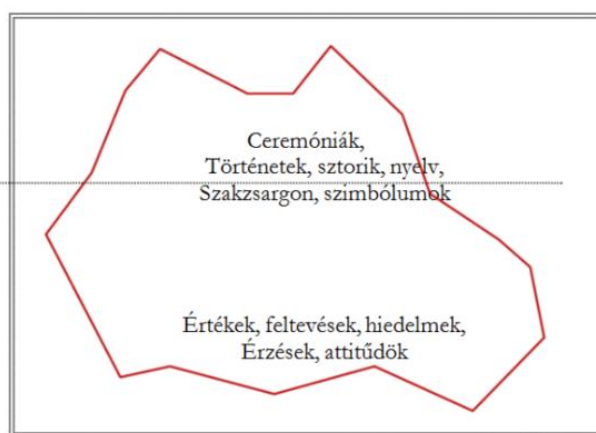 Ceremóniák,
Történetek, sztorik, nyelv,
Szakzsargon, szimbólumok
Értékek, feltevések, hiedelmek,
Érzések, attitűdök